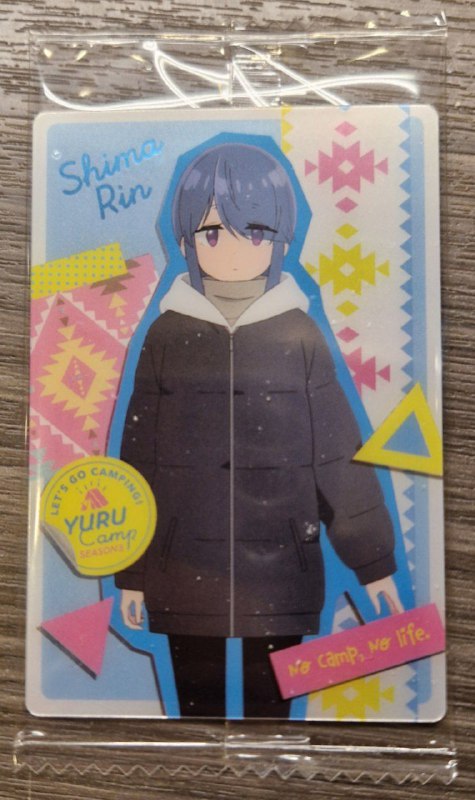 Shima
Rin
LET'S GO CAMPING!
YURU
Camp
SEASON3
No camp, No life.